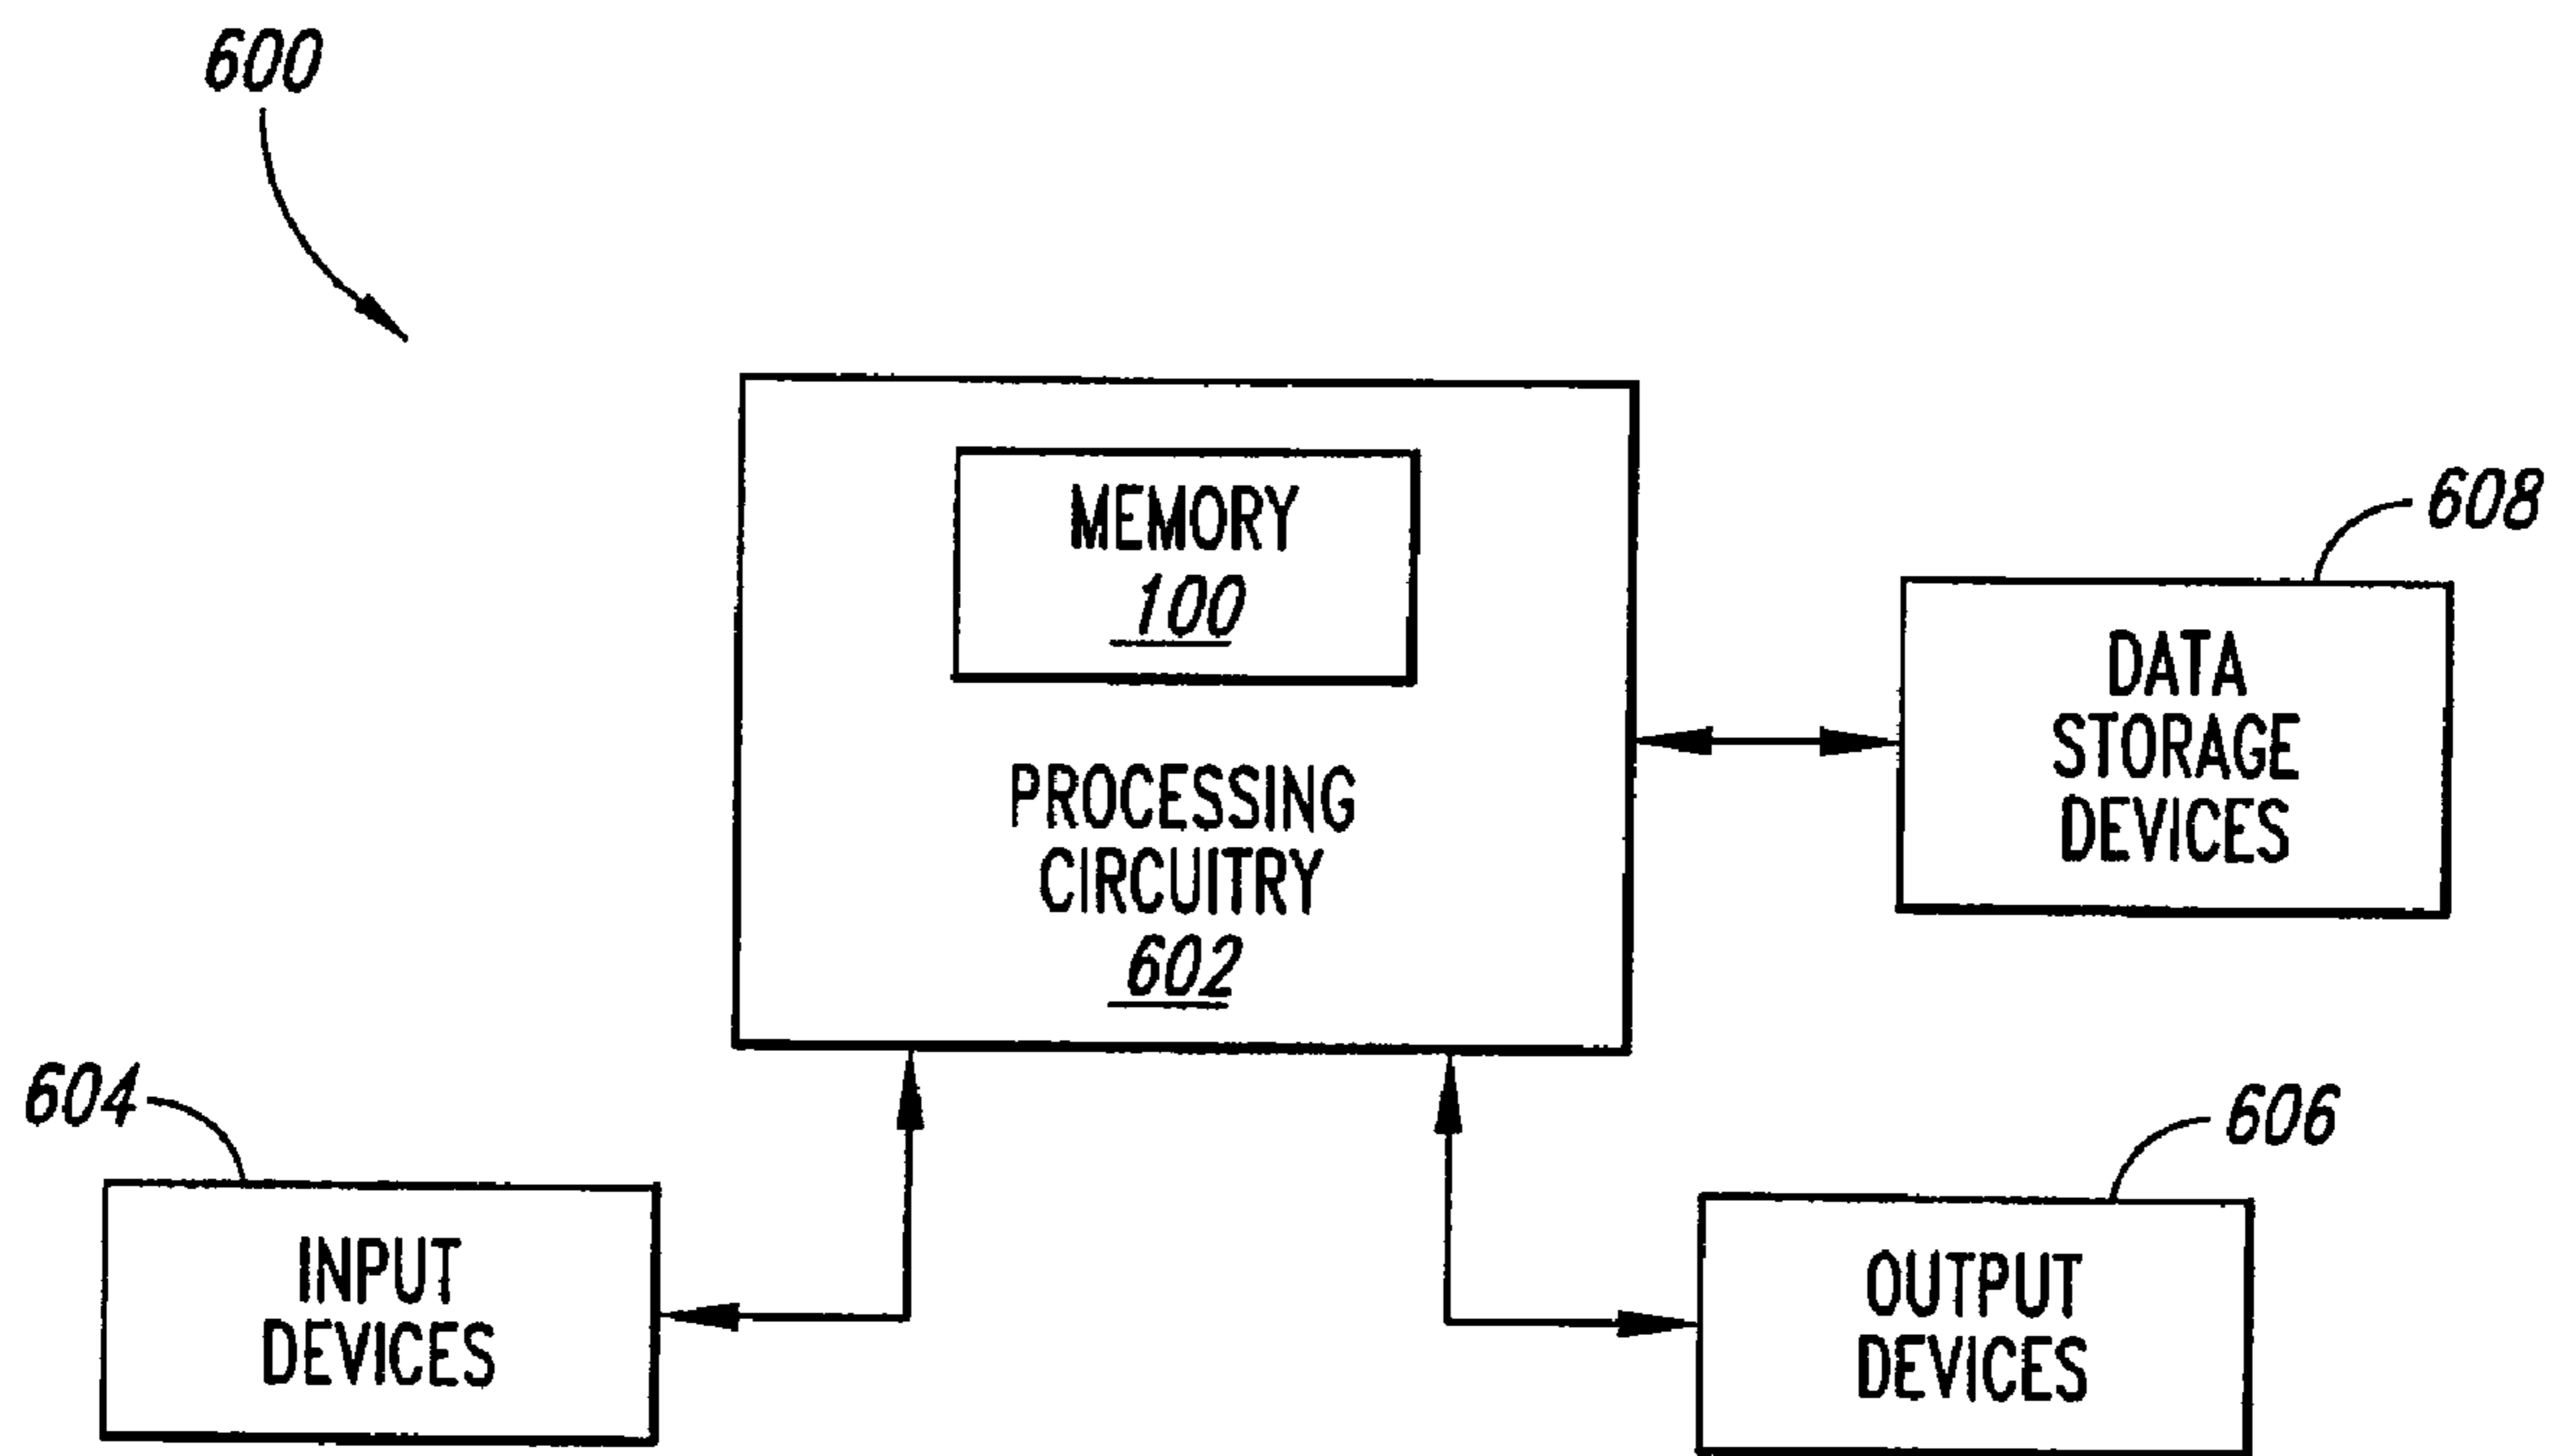 600
MEMORY
100
608
DATA
STORAGE
DEVICES
PROCESSING
CIRCUITRY
602
604
606
INPUT
DEVICES
OUTPUT
DEVICES